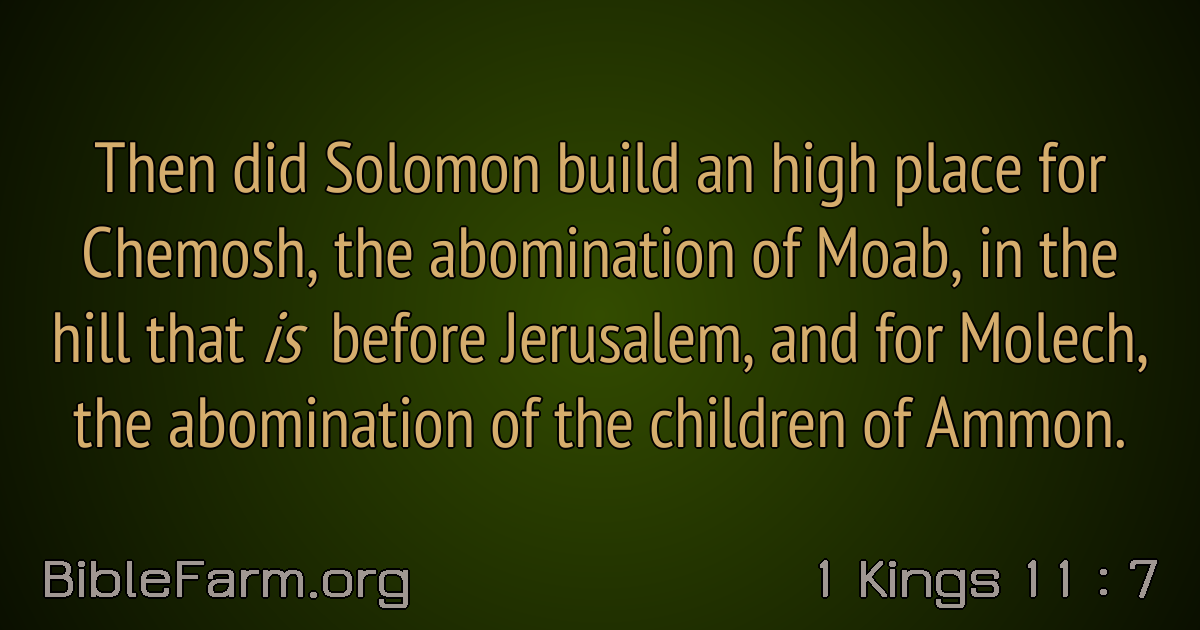 Then did Solomon build an high place for
Chemosh, the abomination of Moab, in the
hill that is before Jerusalem, and for Molech,
the abomination of the children of Ammon.
BibleFarm.org
1 Kings 11 : 7